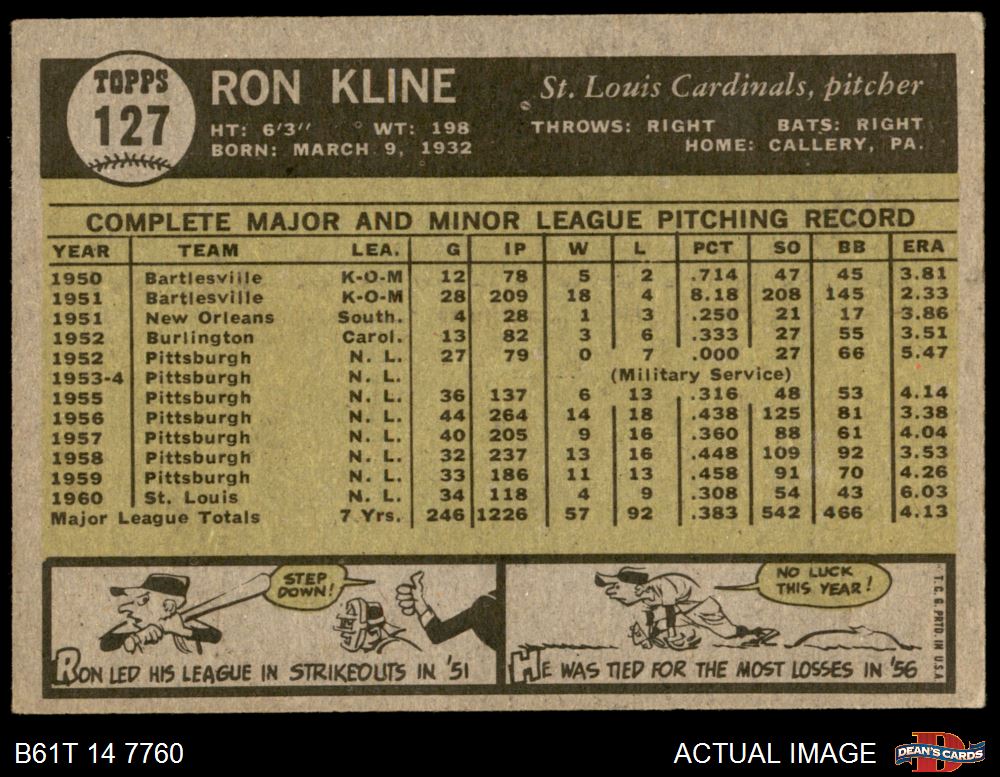 TOPPS
127
RON KLINE
St. Louis Cardinals, pitcher
HT: 6'3" WT: 198
THROWS: RIGHT BATS: RIGHT
BORN: MARCH 9, 1932
HOME: CALLERY, PA.
COMPLETE MAJOR AND MINOR LEAGUE PITCHING RECORD
YEAR TEAM LEA. G IP W L PCT SO BB ERA
1950 Bartlesville K-O-M 12 78 5 2 .714 47 45 3.81
1951 Bartlesville K-O-M 28 209 18 4 8.18 208 145 2.33
1951 New Orleans South. 4 28 1 3 .250 21 17 3.86
1952 Burlington Carol. 13 82 3 6 .333 27 55 3.51
1952 Pittsburgh N. L. 27 79 0 7 .000 27 66 5.47
1953-4 Pittsburgh N. L. (Military Service)
1955 Pittsburgh N. L. 36 137 6 13 .316 48 53 4.14
1956 Pittsburgh N. L. 44 264 14 18 .438 125 81 3.38
1957 Pittsburgh N. L. 40 205 9 16 .360 88 61 4.04
1958 Pittsburgh N. L. 32 237 13 16 .448 109 92 3.53
1959 Pittsburgh N. L. 33 186 11 13 .458 91 70 4.26
1960 St. Louis N. L. 34 118 4 9 .308 54 43 6.03
Major League Totals 7 Yrs. 246 1226 57 92 .383 542 466 4.13
STEP
DOWN!
RON LED HIS LEAGUE IN STRIKEOUTS IN '51
NO LUCK
THIS YEAR!
HE WAS TIED FOR THE MOST LOSSES IN '56
T.C.G. PRTD. IN U.S.A.
B61T 14 7760
ACTUAL IMAGE
DEAN'S CARDS